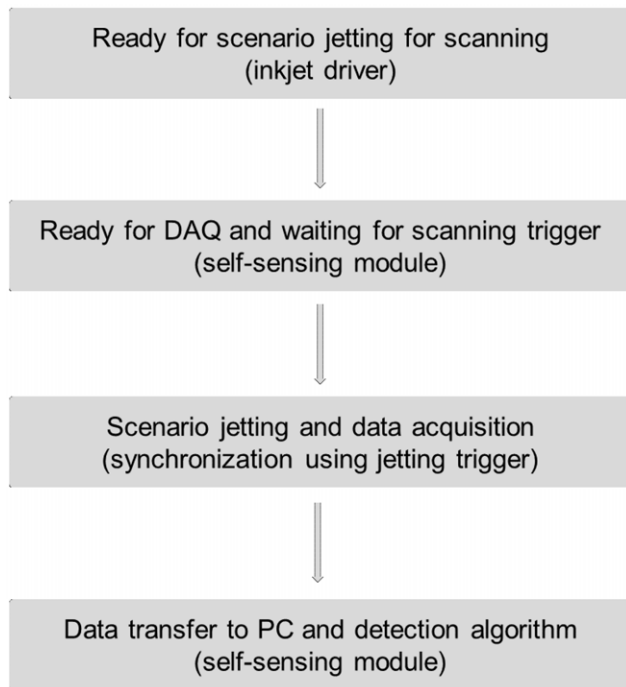 Ready for scenario jetting for scanning
(inkjet driver)
Ready for DAQ and waiting for scanning trigger
(self-sensing module)
Scenario jetting and data acquisition
(synchronization using jetting trigger)
Data transfer to PC and detection algorithm
(self-sensing module)